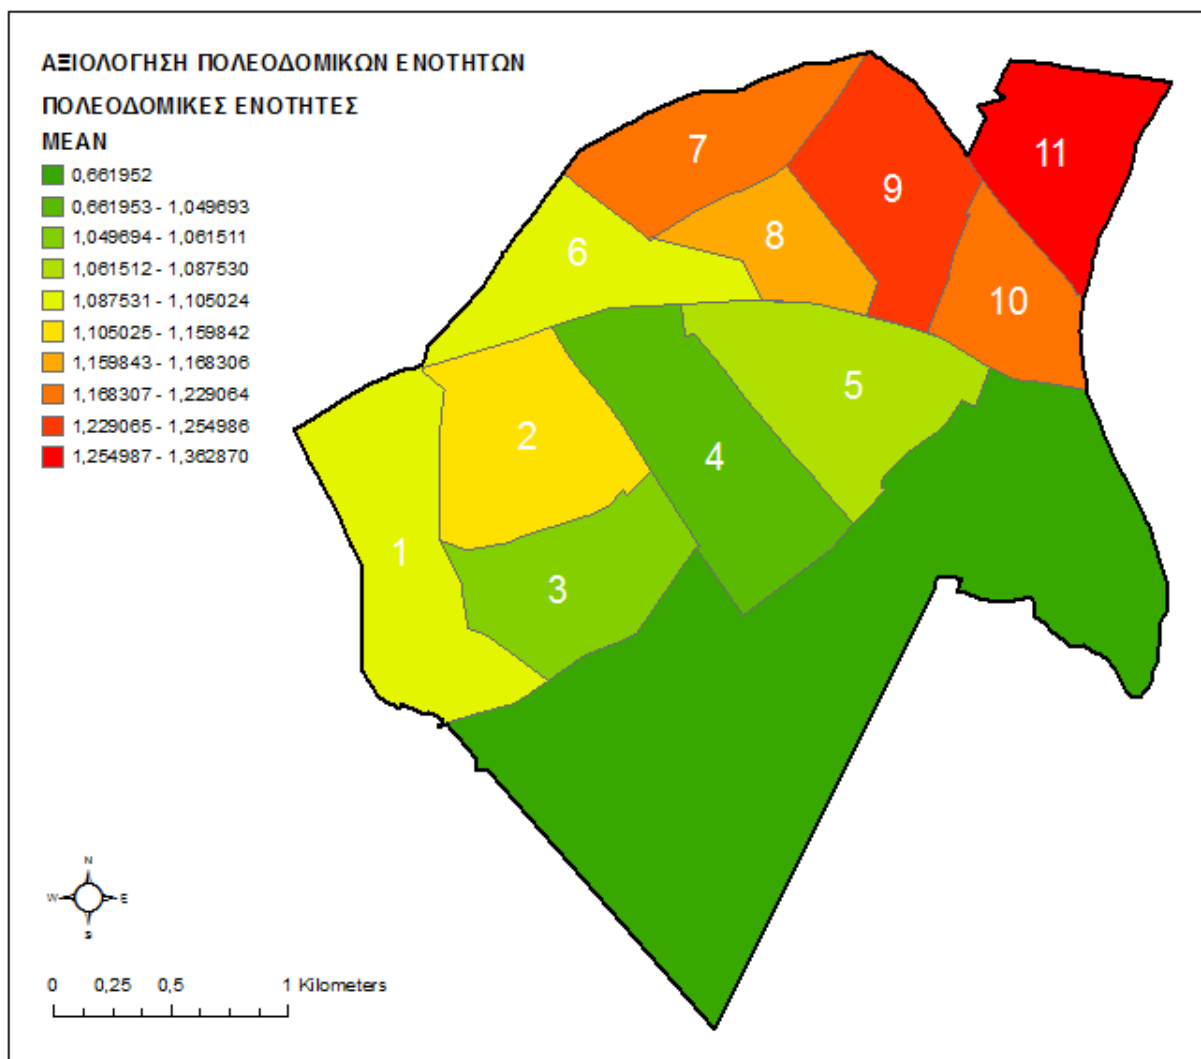 ΑΞΙΟΛΟΓΗΣΗ ΠΟΛΕΟΔΟΜΙΚΩΝ ΕΝΟΤΗΤΩΝ
ΠΟΛΕΟΔΟΜΙΚΕΣ ΕΝΟΤΗΤΕΣ
MEAN
0,661952
0,661953 - 1,049693
1,049694 - 1,061511
1,061512 - 1,087530
1,087531 - 1,105024
1,105025 - 1,159842
1,159843 - 1,168306
1,168307 - 1,229064
1,229065 - 1,254986
1,254987 - 1,362870
7
11
9
8
6
10
5
2
4
1
3
N
W E
S
0 0,25 0,5 1 Kilometers